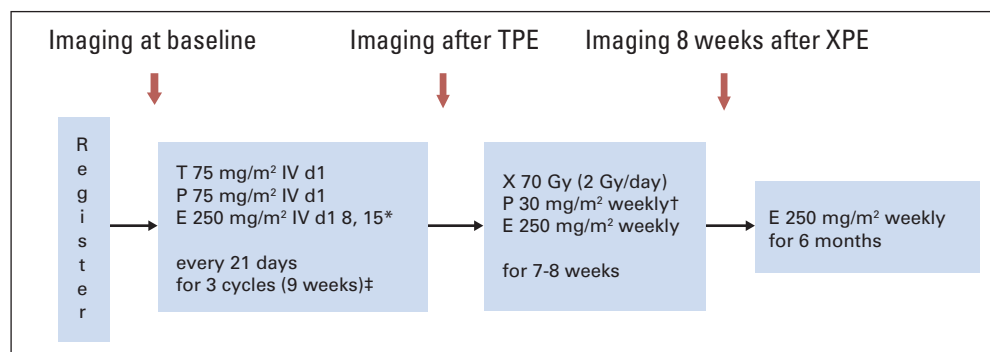 Imaging at baseline
Imaging after TPE
Imaging 8 weeks after XPE
Register
T 75 mg/m² IV d1
P 75 mg/m² IV d1
E 250 mg/m² IV d1 8, 15*
every 21 days
for 3 cycles (9 weeks)‡
X 70 Gy (2 Gy/day)
P 30 mg/m² weekly†
E 250 mg/m² weekly
for 7-8 weeks
E 250 mg/m² weekly
for 6 months